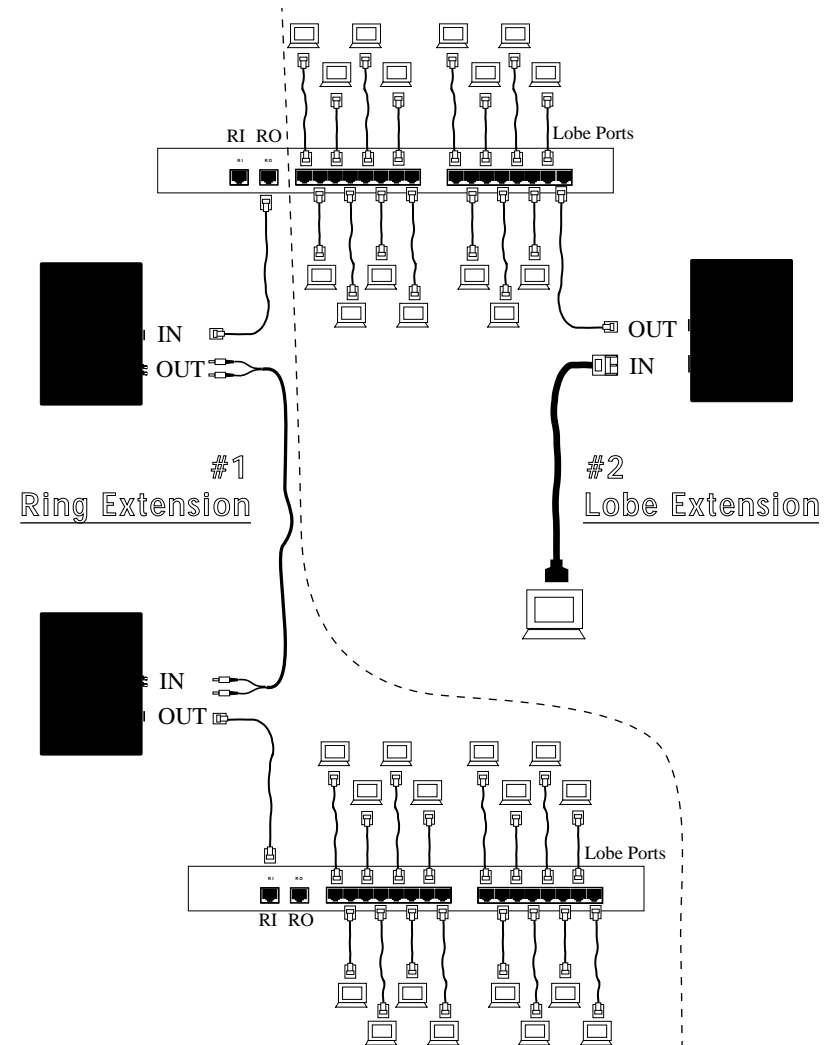 RI RO
Lobe Ports
RI RO
IN
OUT
OUT
IN
#1
Ring Extension
#2
Lobe Extension
IN
OUT
Lobe Ports
RI RO
RI RO